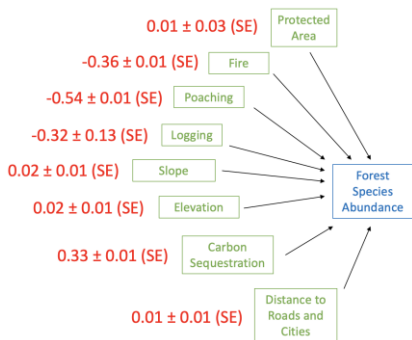 0.01 ± 0.03 (SE)
Protected
Area
-0.36 ± 0.01 (SE)
Fire
-0.54 ± 0.01 (SE)
Poaching
-0.32 ± 0.13 (SE)
Logging
0.02 ± 0.01 (SE)
Slope
0.02 ± 0.01 (SE)
Elevation
0.33 ± 0.01 (SE)
Carbon
Sequestration
0.01 ± 0.01 (SE)
Distance to
Roads and
Cities
Forest
Species
Abundance